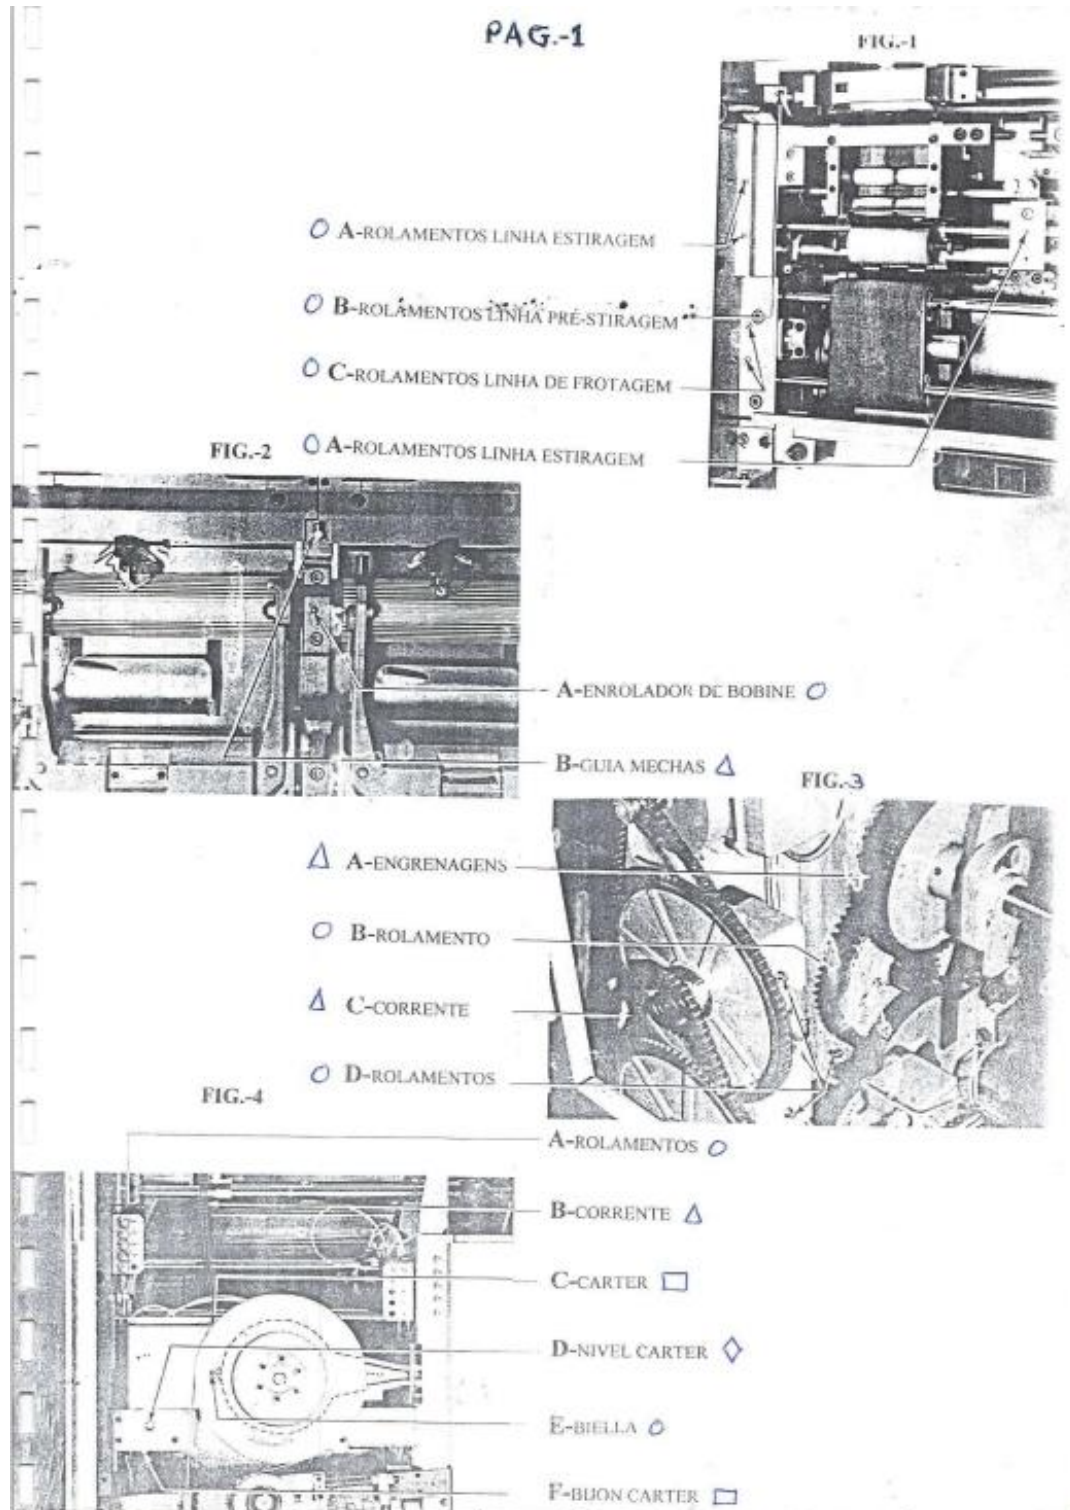 PAG.-1
FIG.-1
A-ROLAMENTOS LINHA ESTIRAGEM
B-ROLAMENTOS LINHA PRÉ-STIRAGEM
C-ROLAMENTOS LINHA DE FROTAGEM
A-ROLAMENTOS LINHA ESTIRAGEM
FIG.-2
A-ENROLADOR DE BOBINE
B-GUIA MECHAS
FIG.-3
A-ENGRENAGENS
B-ROLAMENTO
C-CORRENTE
D-ROLAMENTOS
FIG.-4
A-ROLAMENTOS
B-CORRENTE
C-CARTER
D-NIVEL CARTER
E-BIELLA
F-BUJON CARTER